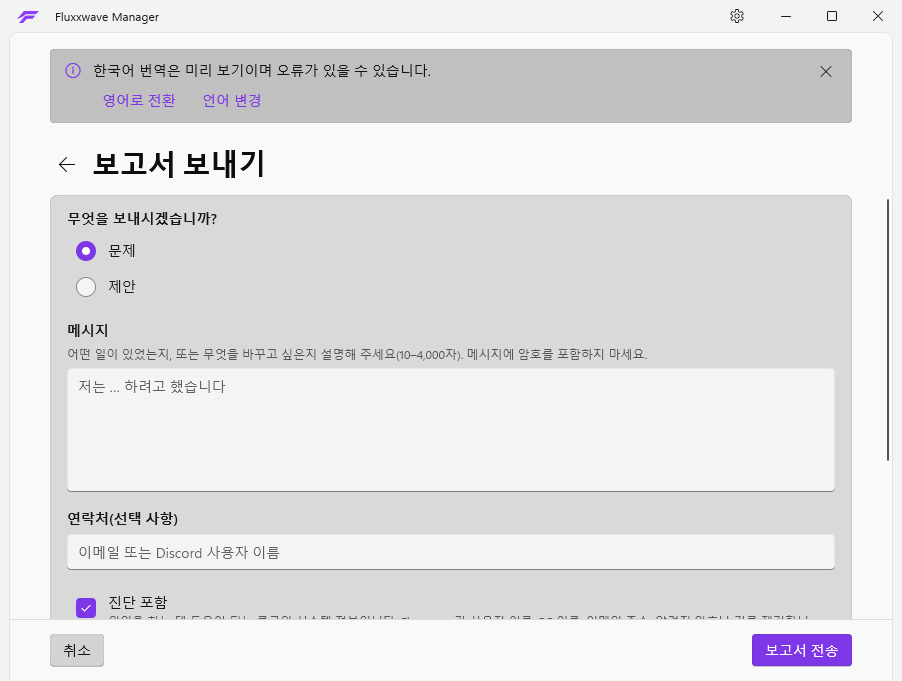 Fluxxwave Manager
한국어 번역은 미리 보기이며 오류가 있을 수 있습니다.
영어로 전환 언어 변경
보고서 보내기
무엇을 보내시겠습니까?
문제
제안
메시지
어떤 일이 있었는지, 또는 무엇을 바꾸고 싶은지 설명해 주세요(10–4,000자). 메시지에 암호를 포함하지 마세요.
저는 ... 하려고 했습니다
연락처(선택 사항)
이메일 또는 Discord 사용자 이름
진단 포함
취소
보고서 전송